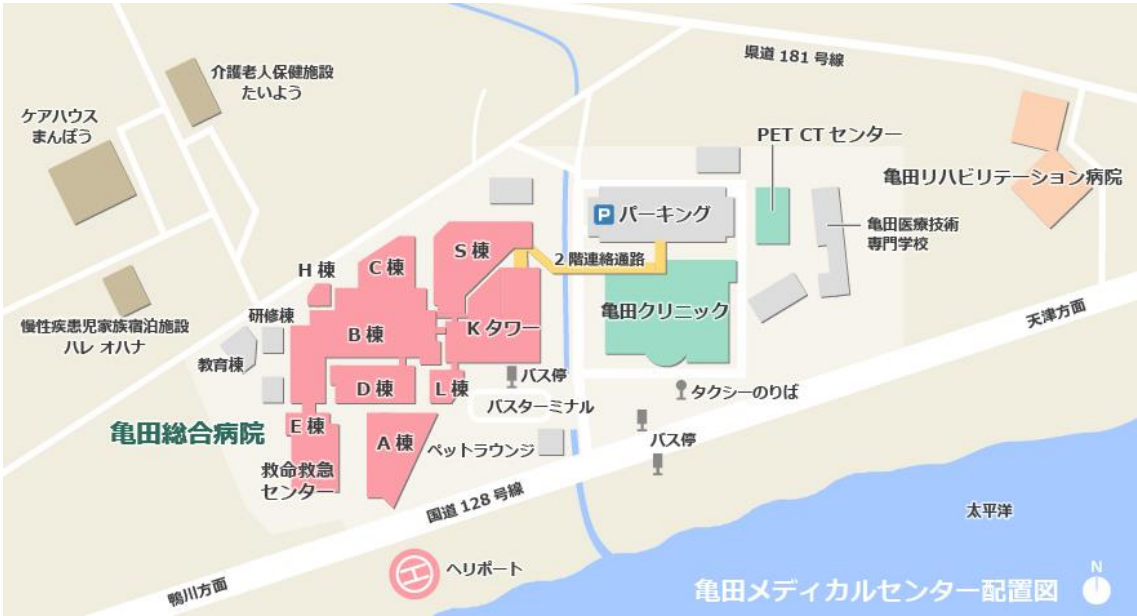 県道 181 号線
介護老人保健施設
たいよう
ケアハウス
まんぼう
PET CT センター
亀田リハビリテーション病院
P パーキング
亀田医療技術
専門学校
S 棟
2 階連絡通路
C 棟
H 棟
亀田クリニック
K タワー
研修棟
B 棟
慢性疾患児家族宿泊施設
ハレ オハナ
教育棟
天津方面
バス停
D 棟
L 棟
タクシーのりば
バスターミナル
E 棟
亀田総合病院
A 棟
ペットラウンジ
バス停
救命救急
センター
国道 128 号線
太平洋
ヘリポート
鴨川方面
亀田メディカルセンター配置図
N